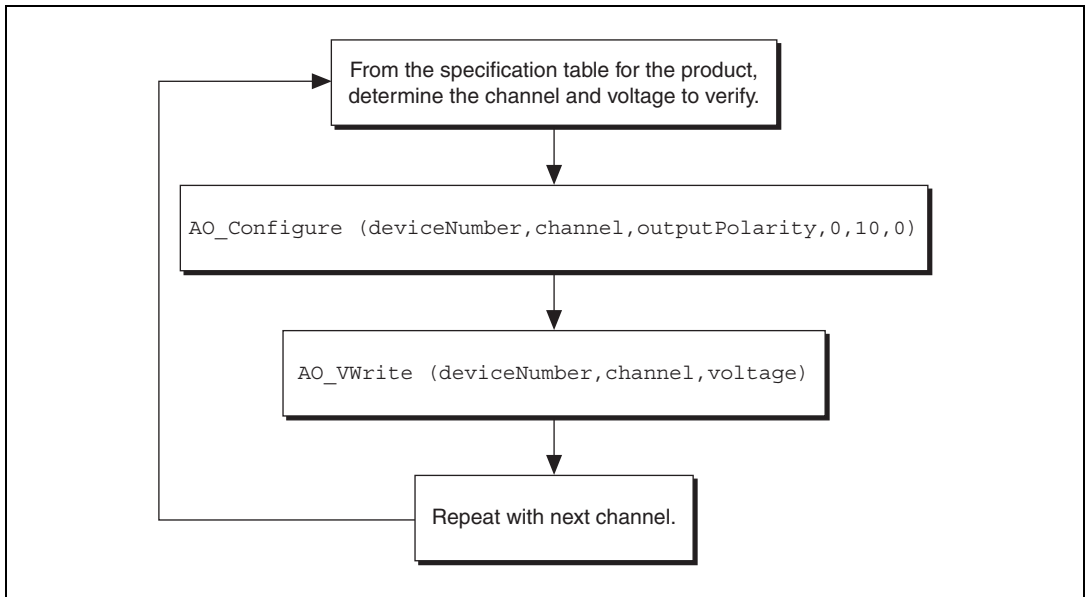 From the specification table for the product,
determine the channel and voltage to verify.
AO_Configure (deviceNumber,channel,outputPolarity,0,10,0)
AO_VWrite (deviceNumber,channel,voltage)
Repeat with next channel.